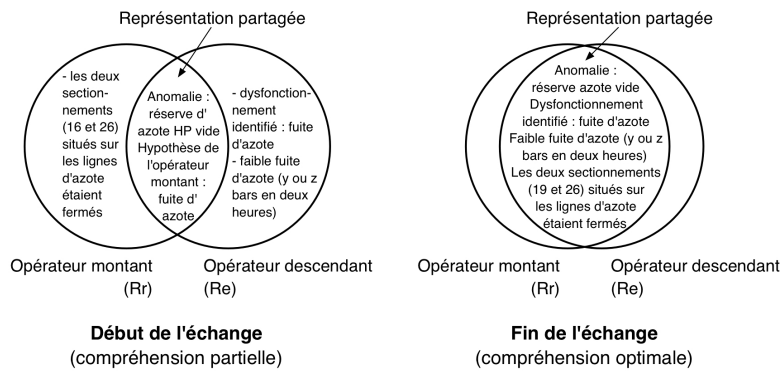 Représentation partagée
- les deux
section-
nements
(16 et 26)
situés sur
les lignes
d'azote
étaient
fermés
Anomalie :
réserve d'
azote HP vide
Hypothèse de
l'opérateur
montant :
fuite d'
azote
- dysfonction-
nement
identifié : fuite
d'azote
- faible fuite
d'azote (y ou z
bars en deux
heures)
Opérateur montant
(Rr)
Opérateur descendant
(Re)
Début de l'échange
(compréhension partielle)
Représentation partagée
Anomalie :
réserve azote vide
Dysfonctionnement
identifié : fuite d'azote
Faible fuite d'azote (y ou z
bars en deux heures)
Les deux sectionnements
(19 et 26) situés sur
les lignes d'azote
étaient fermés
Opérateur montant
(Rr)
Opérateur descendant
(Re)
Fin de l'échange
(compréhension optimale)